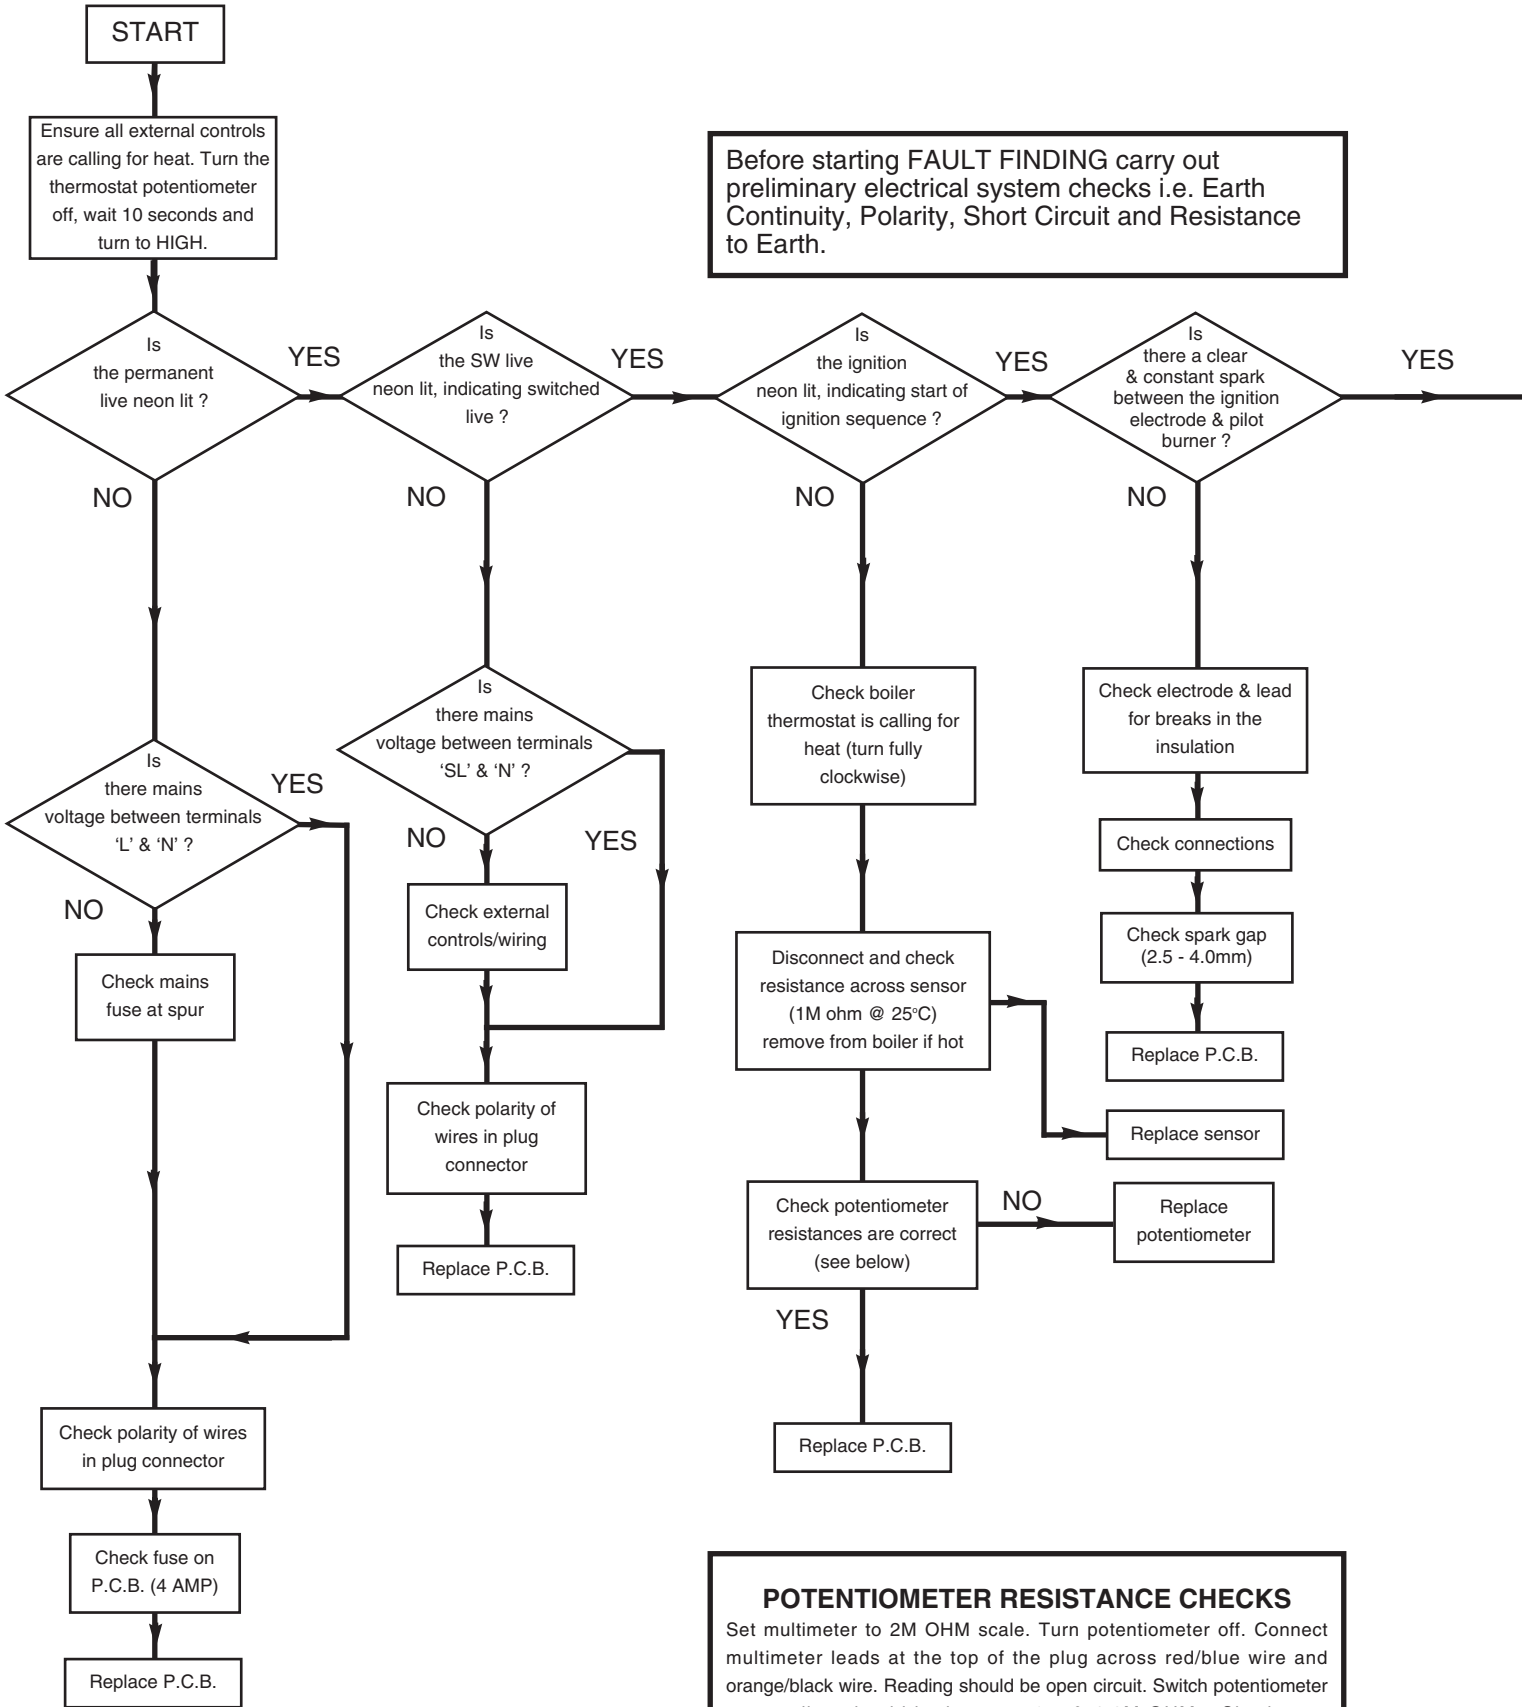 START
Ensure all external controls
are calling for heat. Turn the
thermostat potentiometer
off, wait 10 seconds and
turn to HIGH.
Before starting FAULT FINDING carry out
preliminary electrical system checks i.e. Earth
Continuity, Polarity, Short Circuit and Resistance
to Earth.
Is
the permanent
live neon lit ?
YES
NO
Is
the SW live
neon lit, indicating switched
live ?
YES
NO
Is
the ignition
neon lit, indicating start of
ignition sequence ?
YES
NO
Is
there a clear
& constant spark
between the ignition
electrode & pilot
burner ?
YES
NO
Is
there mains
voltage between terminals
‘L’ & ‘N’ ?
YES
NO
Check mains
fuse at spur
Check polarity of wires
in plug connector
Check fuse on
P.C.B. (4 AMP)
Replace P.C.B.
Is
there mains
voltage between terminals
‘SL’ & ‘N’ ?
NO
YES
Check external
controls/wiring
Check polarity of
wires in plug
connector
Replace P.C.B.
Check boiler
thermostat is calling for
heat (turn fully
clockwise)
Disconnect and check
resistance across sensor
(1M ohm @ 25°C)
remove from boiler if hot
Check potentiometer
resistances are correct
(see below)
NO
YES
Replace P.C.B.
Check electrode & lead
for breaks in the
insulation
Check connections
Check spark gap
(2.5 - 4.0mm)
Replace P.C.B.
Replace sensor
Replace
potentiometer
POTENTIOMETER RESISTANCE CHECKS
Set multimeter to 2M OHM scale. Turn potentiometer off. Connect
multimeter leads at the top of the plug across red/blue wire and
orange/black wire. Reading should be open circuit. Switch potentiometer